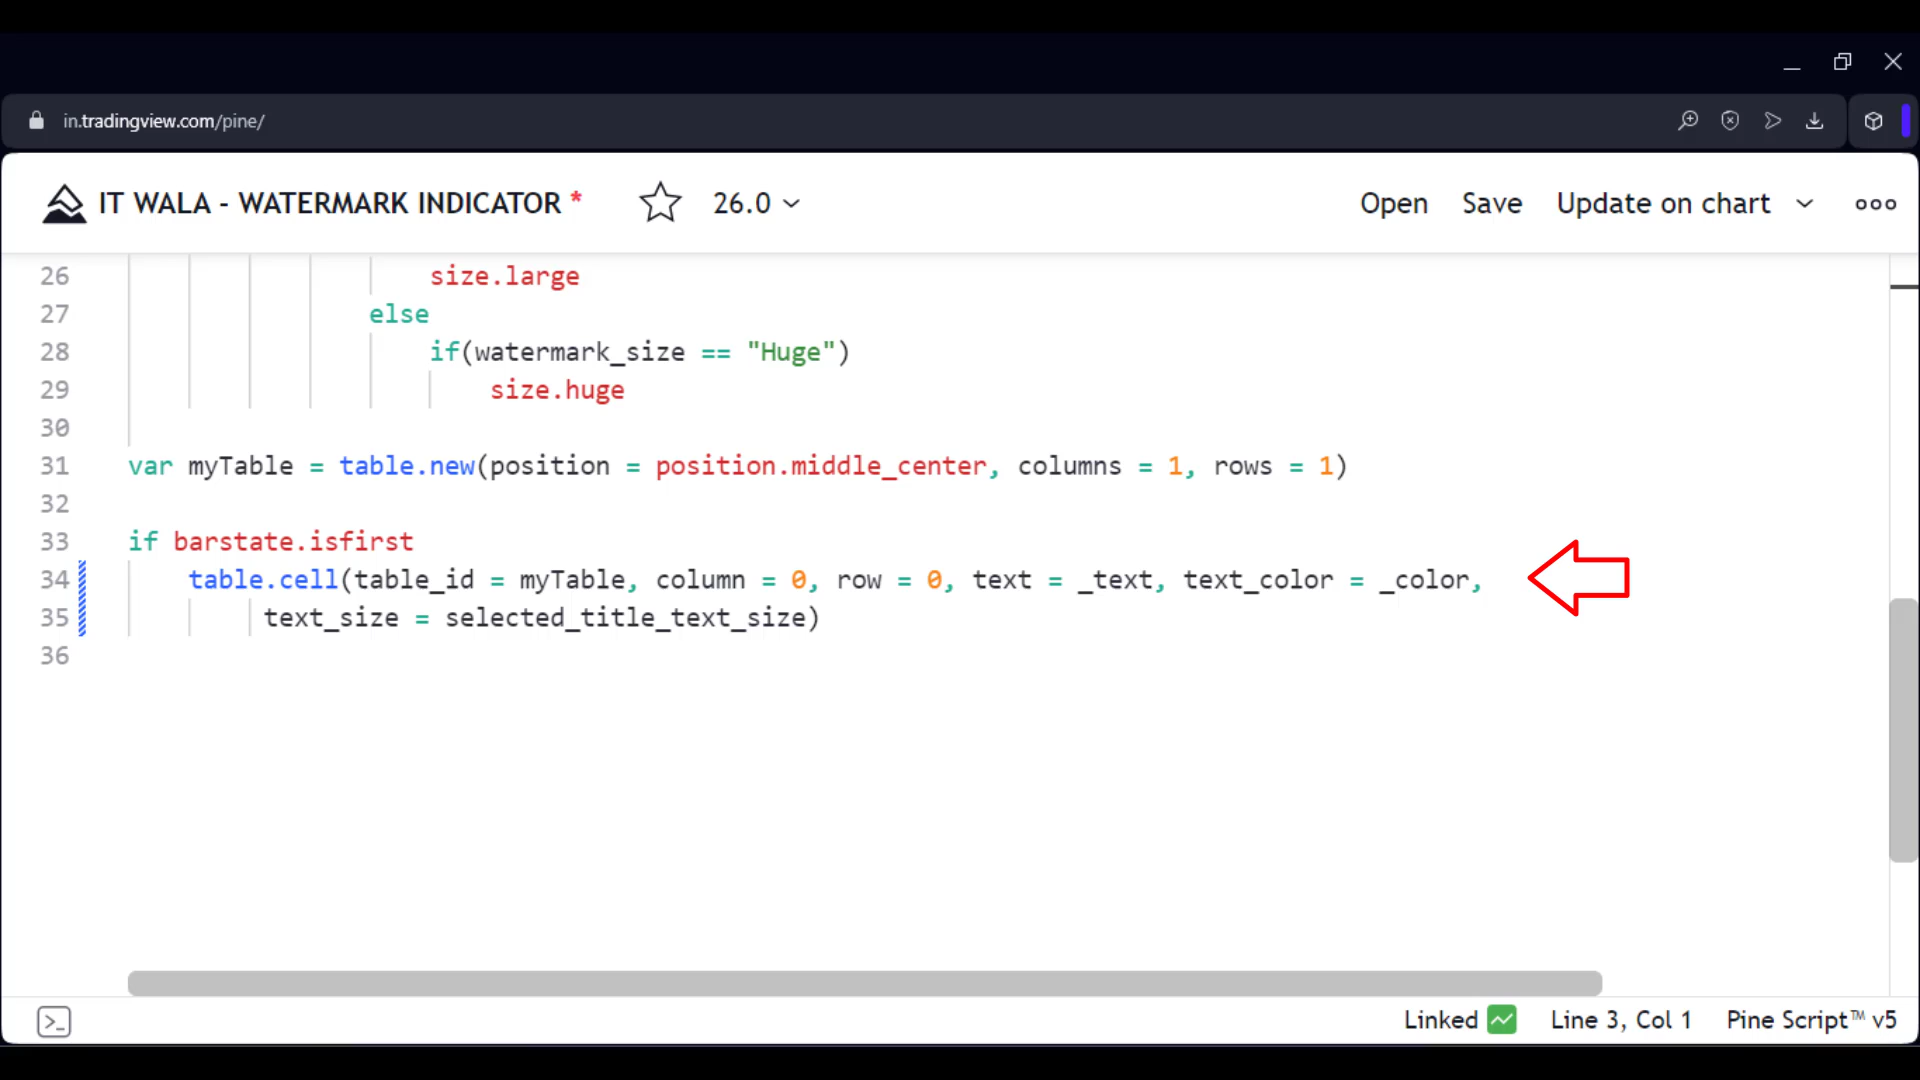 in.tradingview.com/pine/
IT WALA - WATERMARK INDICATOR * 26.0 Open Save Update on chart
26 size.large
27 else
28 if(watermark_size == "Huge")
29 size.huge
30
31 var myTable = table.new(position = position.middle_center, columns = 1, rows = 1)
32
33 if barstate.isfirst
34 table.cell(table_id = myTable, column = 0, row = 0, text = _text, text_color = _color,
35 text_size = selected_title_text_size)
36
Linked Line 3, Col 1 Pine Script™ v5